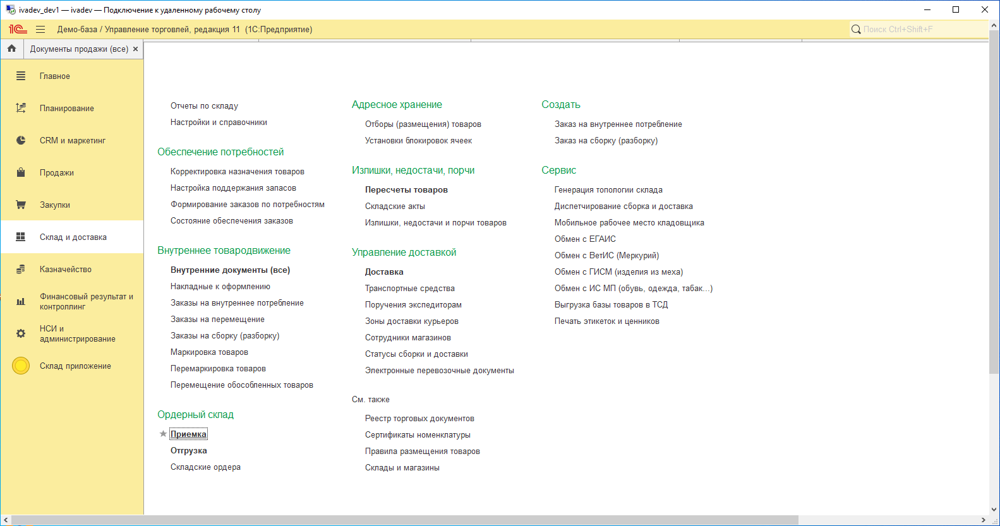 ivadev_dev1 — ivadev — Подключение к удаленному рабочему столу
1С
Демо-база / Управление торговлей, редакция 11 (1С:Предприятие)
Поиск Ctrl+Shift+F
Документы продажи (все)
Главное
Планирование
CRM и маркетинг
Продажи
Закупки
Склад и доставка
Казначейство
Финансовый результат и
контроллинг
НСИ и
администрирование
Склад приложение
Отчеты по складу
Настройки и справочники
Обеспечение потребностей
Корректировка назначения товаров
Настройка поддержания запасов
Формирование заказов по потребностям
Состояние обеспечения заказов
Внутреннее товародвижение
Внутренние документы (все)
Накладные к оформлению
Заказы на внутреннее потребление
Заказы на перемещение
Заказы на сборку (разборку)
Маркировка товаров
Перемаркировка товаров
Перемещение обособленных товаров
Ордерный склад
Приемка
Отгрузка
Складские ордера
Адресное хранение
Отборы (размещения) товаров
Установки блокировок ячеек
Излишки, недостачи, порчи
Пересчеты товаров
Складские акты
Излишки, недостачи и порчи товаров
Управление доставкой
Доставка
Транспортные средства
Поручения экспедиторам
Зоны доставки курьеров
Сотрудники магазинов
Статусы сборки и доставки
Электронные перевозочные документы
См. также
Реестр торговых документов
Сертификаты номенклатуры
Правила размещения товаров
Склады и магазины
Создать
Заказ на внутреннее потребление
Заказ на сборку (разборку)
Сервис
Генерация топологии склада
Диспетчирование сборка и доставка
Мобильное рабочее место кладовщика
Обмен с ЕГАИС
Обмен с ВетИС (Меркурий)
Обмен с ГИСМ (изделия из меха)
Обмен с ИС МП (обувь, одежда, табак...)
Выгрузка базы товаров в ТСД
Печать этикеток и ценников